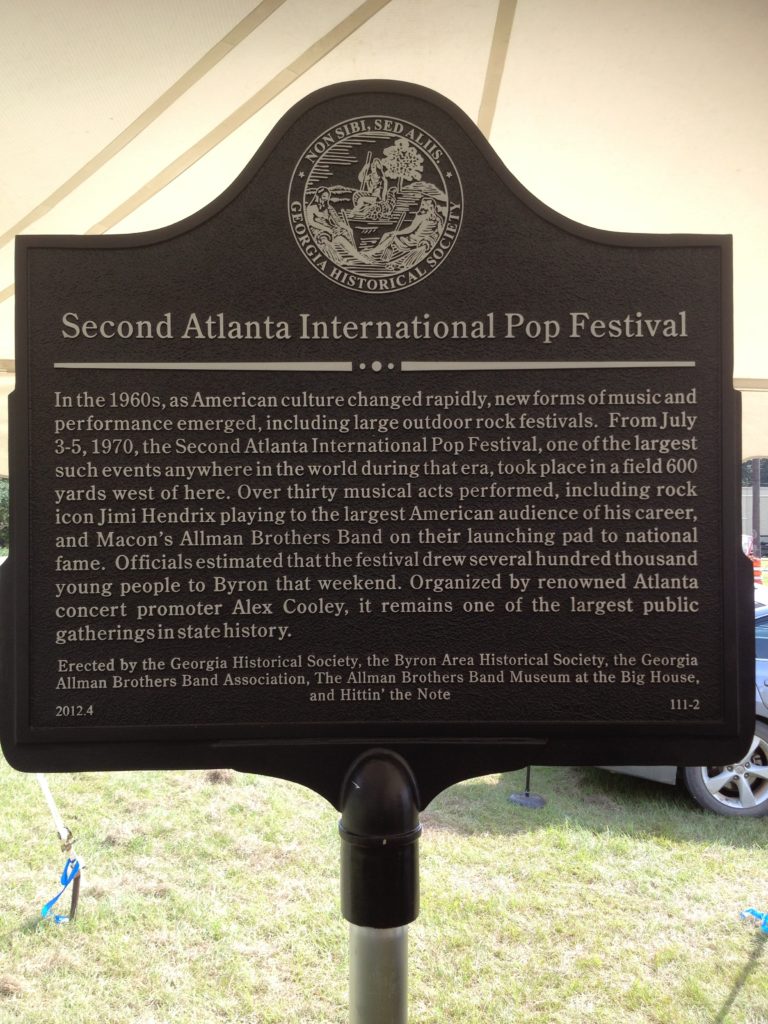 NON SIBI, SED ALIIS.
GEORGIA HISTORICAL SOCIETY
Second Atlanta International Pop Festival
In the 1960s, as American culture changed rapidly, new forms of music and
performance emerged, including large outdoor rock festivals. From July
3-5, 1970, the Second Atlanta International Pop Festival, one of the largest
such events anywhere in the world during that era, took place in a field 600
yards west of here. Over thirty musical acts performed, including rock
icon Jimi Hendrix playing to the largest American audience of his career,
and Macon's Allman Brothers Band on their launching pad to national
fame. Officials estimated that the festival drew several hundred thousand
young people to Byron that weekend. Organized by renowned Atlanta
concert promoter Alex Cooley, it remains one of the largest public
gatherings in state history.
Erected by the Georgia Historical Society, the Byron Area Historical Society, the Georgia
Allman Brothers Band Association, The Allman Brothers Band Museum at the Big House,
and Hittin' the Note
2012.4 111-2